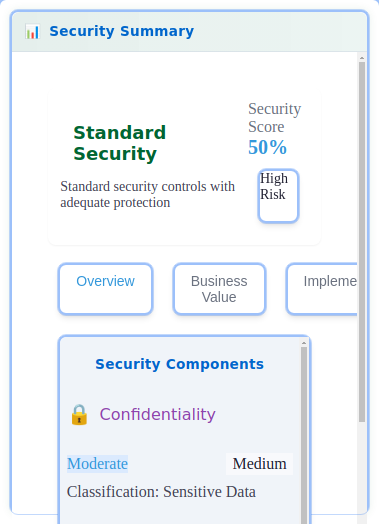 📊 Security Summary
Standard
Security
Standard security controls with
adequate protection
Security
Score
50%
High
Risk
Overview
Business
Value
Impleme
Security Components
🔒 Confidentiality
Moderate Medium
Classification: Sensitive Data